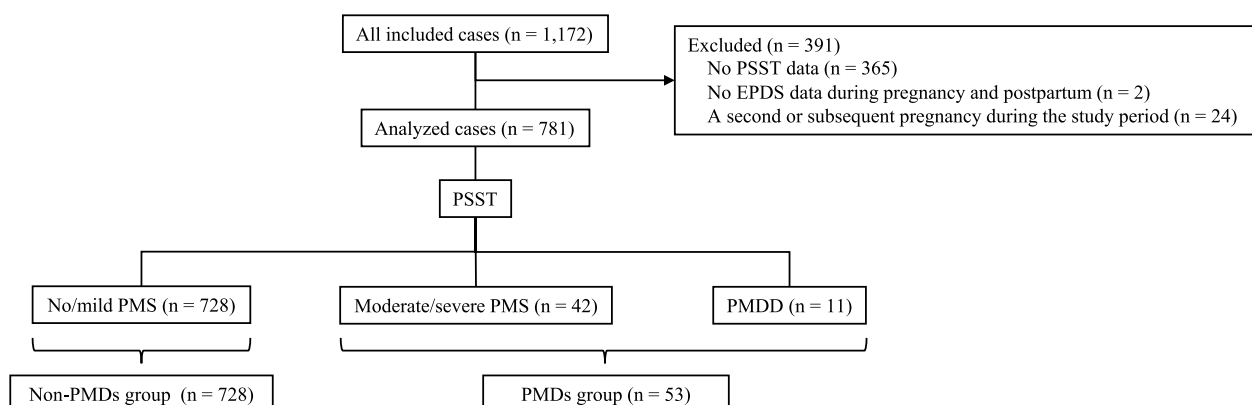 All included cases (n = 1,172)
Excluded (n = 391)
No PSST data (n = 365)
No EPDS data during pregnancy and postpartum (n = 2)
A second or subsequent pregnancy during the study period (n = 24)
Analyzed cases (n = 781)
PSST
No/mild PMS (n = 728)
Moderate/severe PMS (n = 42)
PMDD (n = 11)
Non-PMDs group (n = 728)
PMDs group (n = 53)